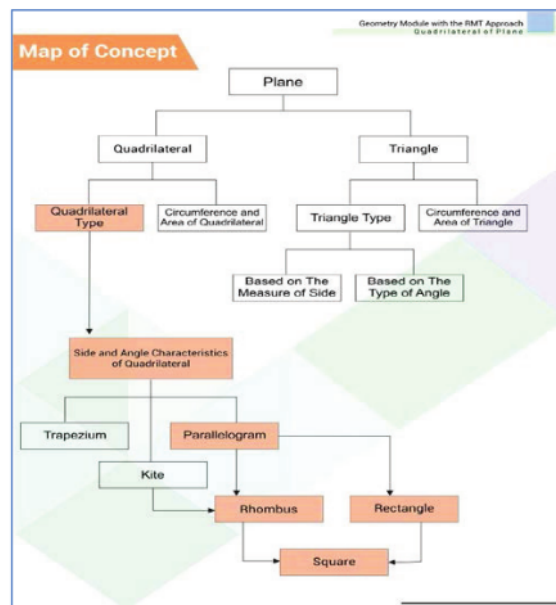 Geometry Module with the RMT Approach
Quadrilateral of Plane
Map of Concept
Plane
Quadrilateral
Triangle
Quadrilateral
Type
Circumference and
Area of Quadrilateral
Triangle Type
Circumference and
Area of Triangle
Based on The
Measure of Side
Based on The
Type of Angle
Side and Angle Characteristics
of Quadrilateral
Trapezium
Parallelogram
Kite
Rhombus
Rectangle
Square